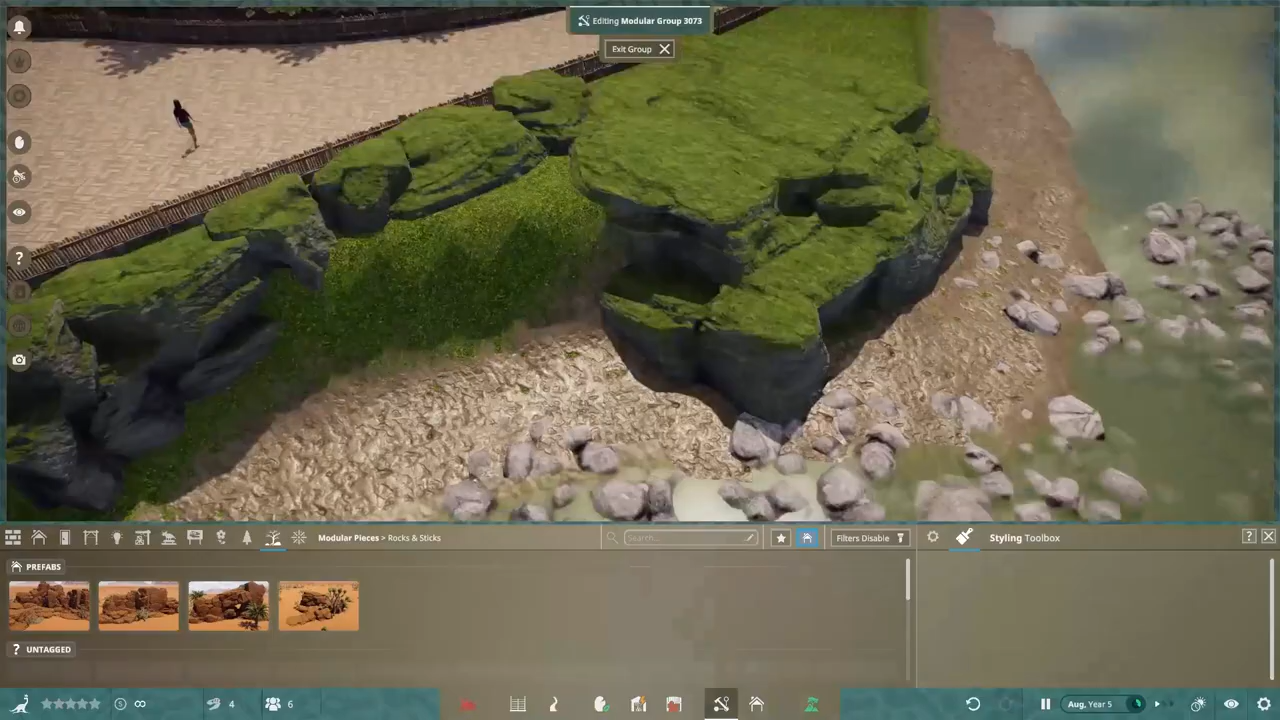 Editing Modular Group 3073
Exit Group
?
Modular Pieces > Rocks & Sticks
Search...
Filters Disable
Styling Toolbox
?
PREFABS
? UNTAGGED
∞
4
6
Aug, Year 5